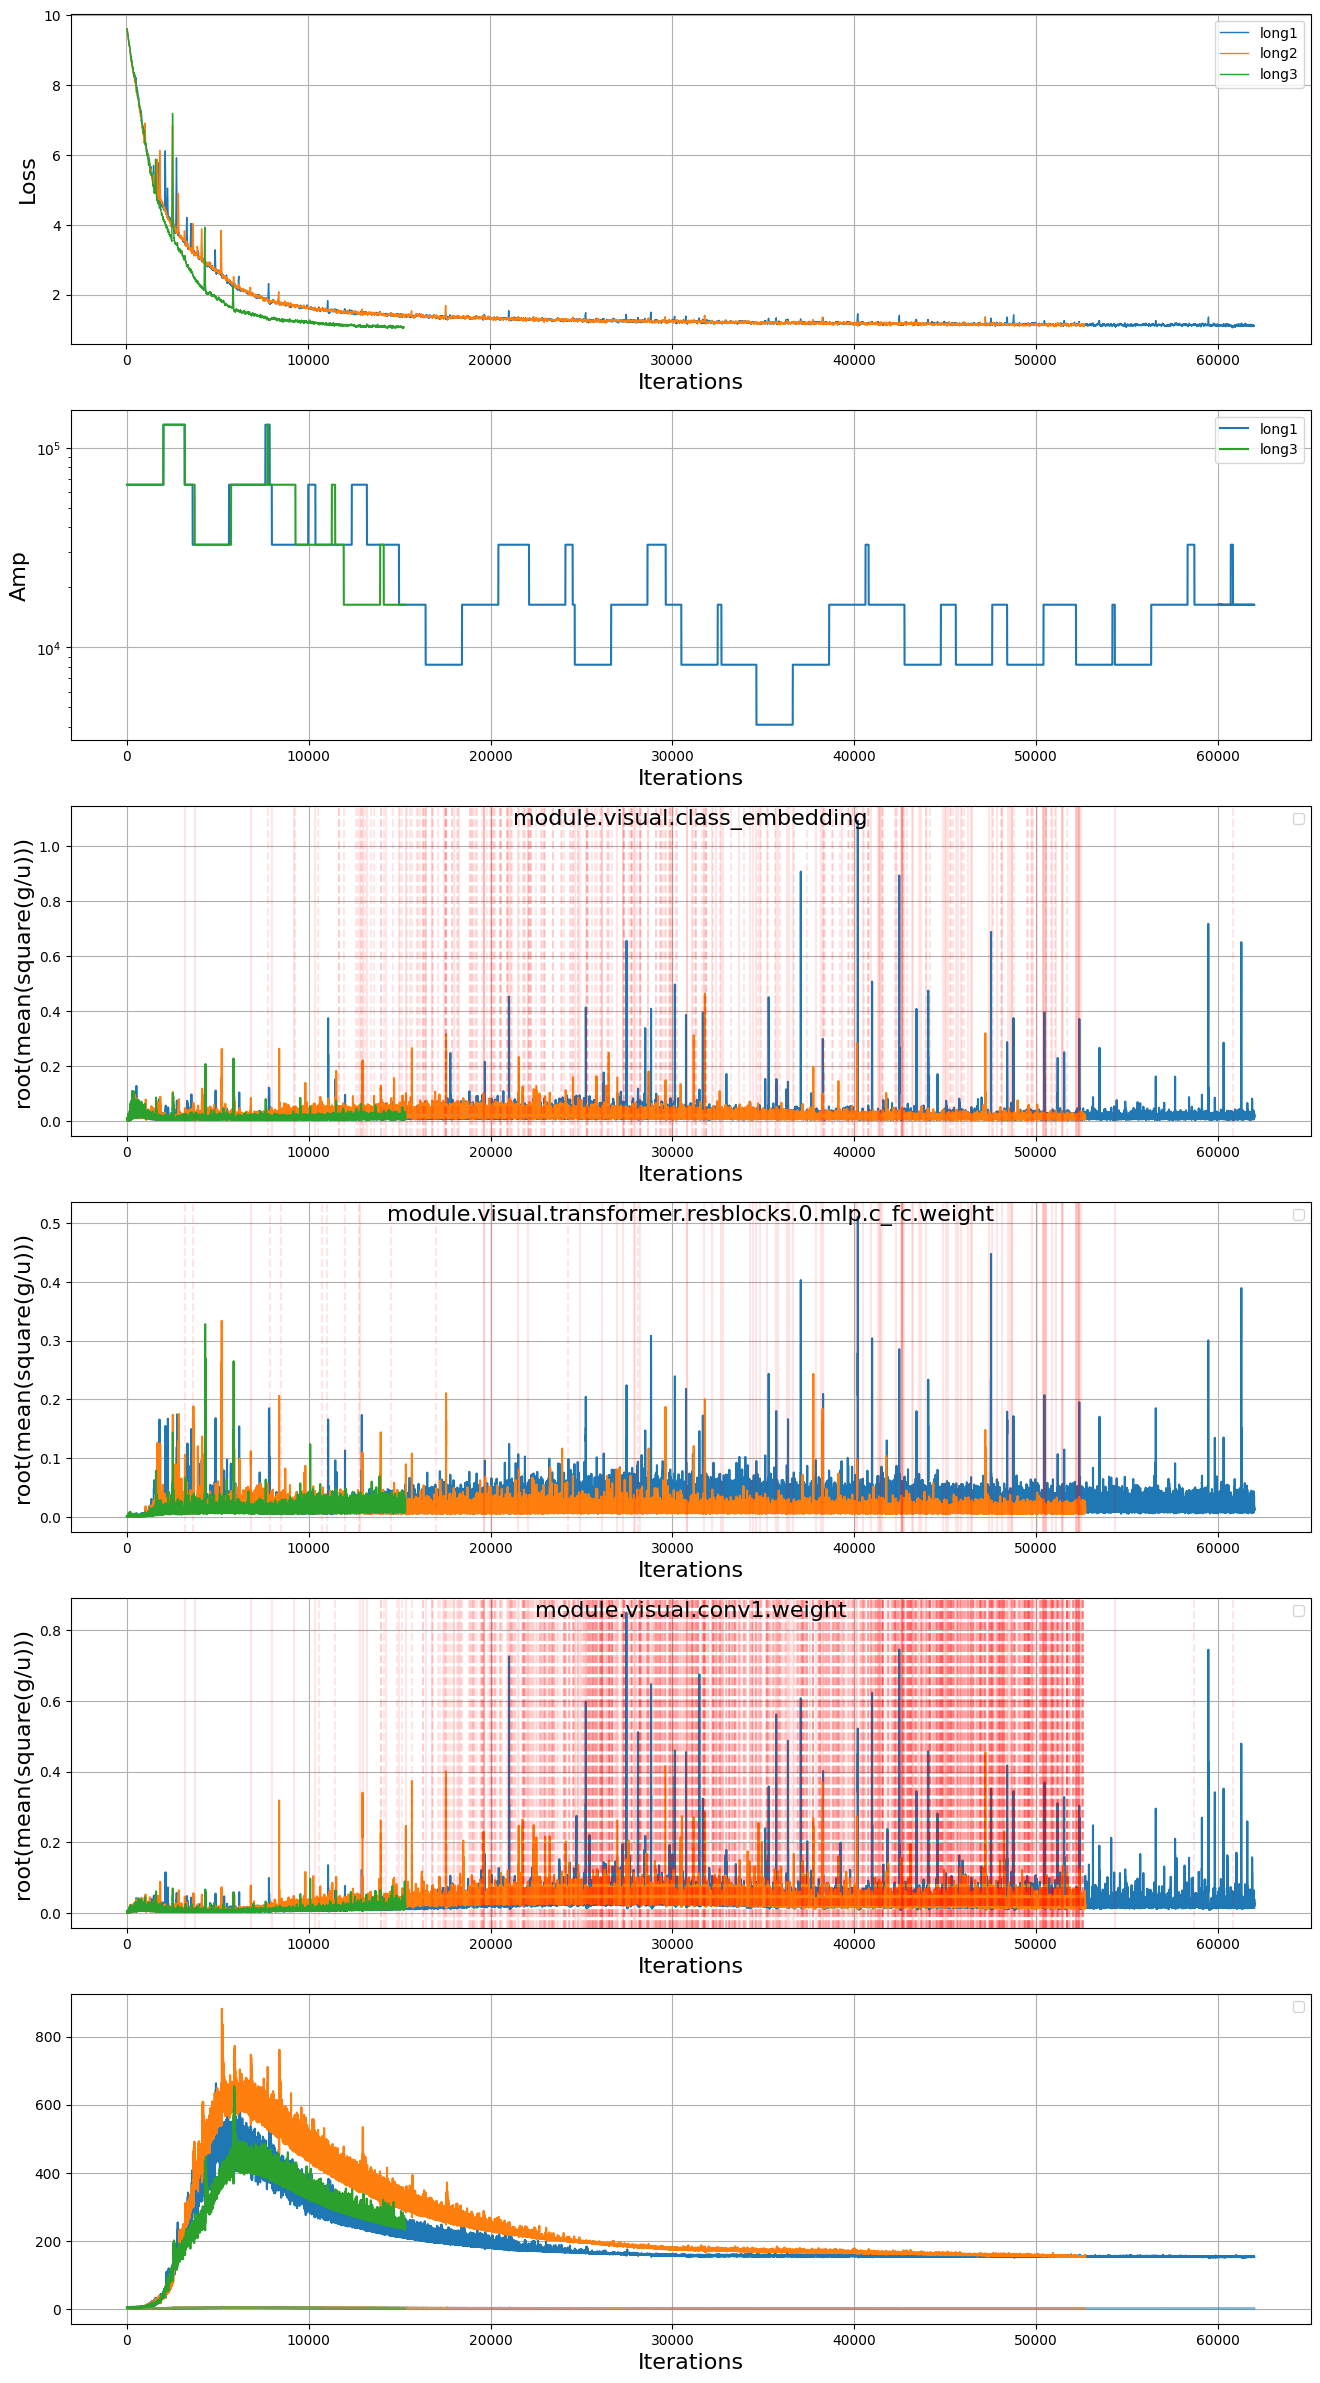 10
8
6
4
2
Loss
long1
long2
long3
0 10000 20000 30000 40000 50000 60000
Iterations
10^5
10^4
Amp
long1
long3
0 10000 20000 30000 40000 50000 60000
Iterations
module.visual.class_embedding
1.0
0.8
0.6
0.4
0.2
0.0
root(mean(square(g/u)))
0 10000 20000 30000 40000 50000 60000
Iterations
module.visual.transformer.resblocks.0.mlp.c_fc.weight
0.5
0.4
0.3
0.2
0.1
0.0
root(mean(square(g/u)))
0 10000 20000 30000 40000 50000 60000
Iterations
module.visual.conv1.weight
0.8
0.6
0.4
0.2
0.0
root(mean(square(g/u)))
0 10000 20000 30000 40000 50000 60000
Iterations
800
600
400
200
0
0 10000 20000 30000 40000 50000 60000
Iterations